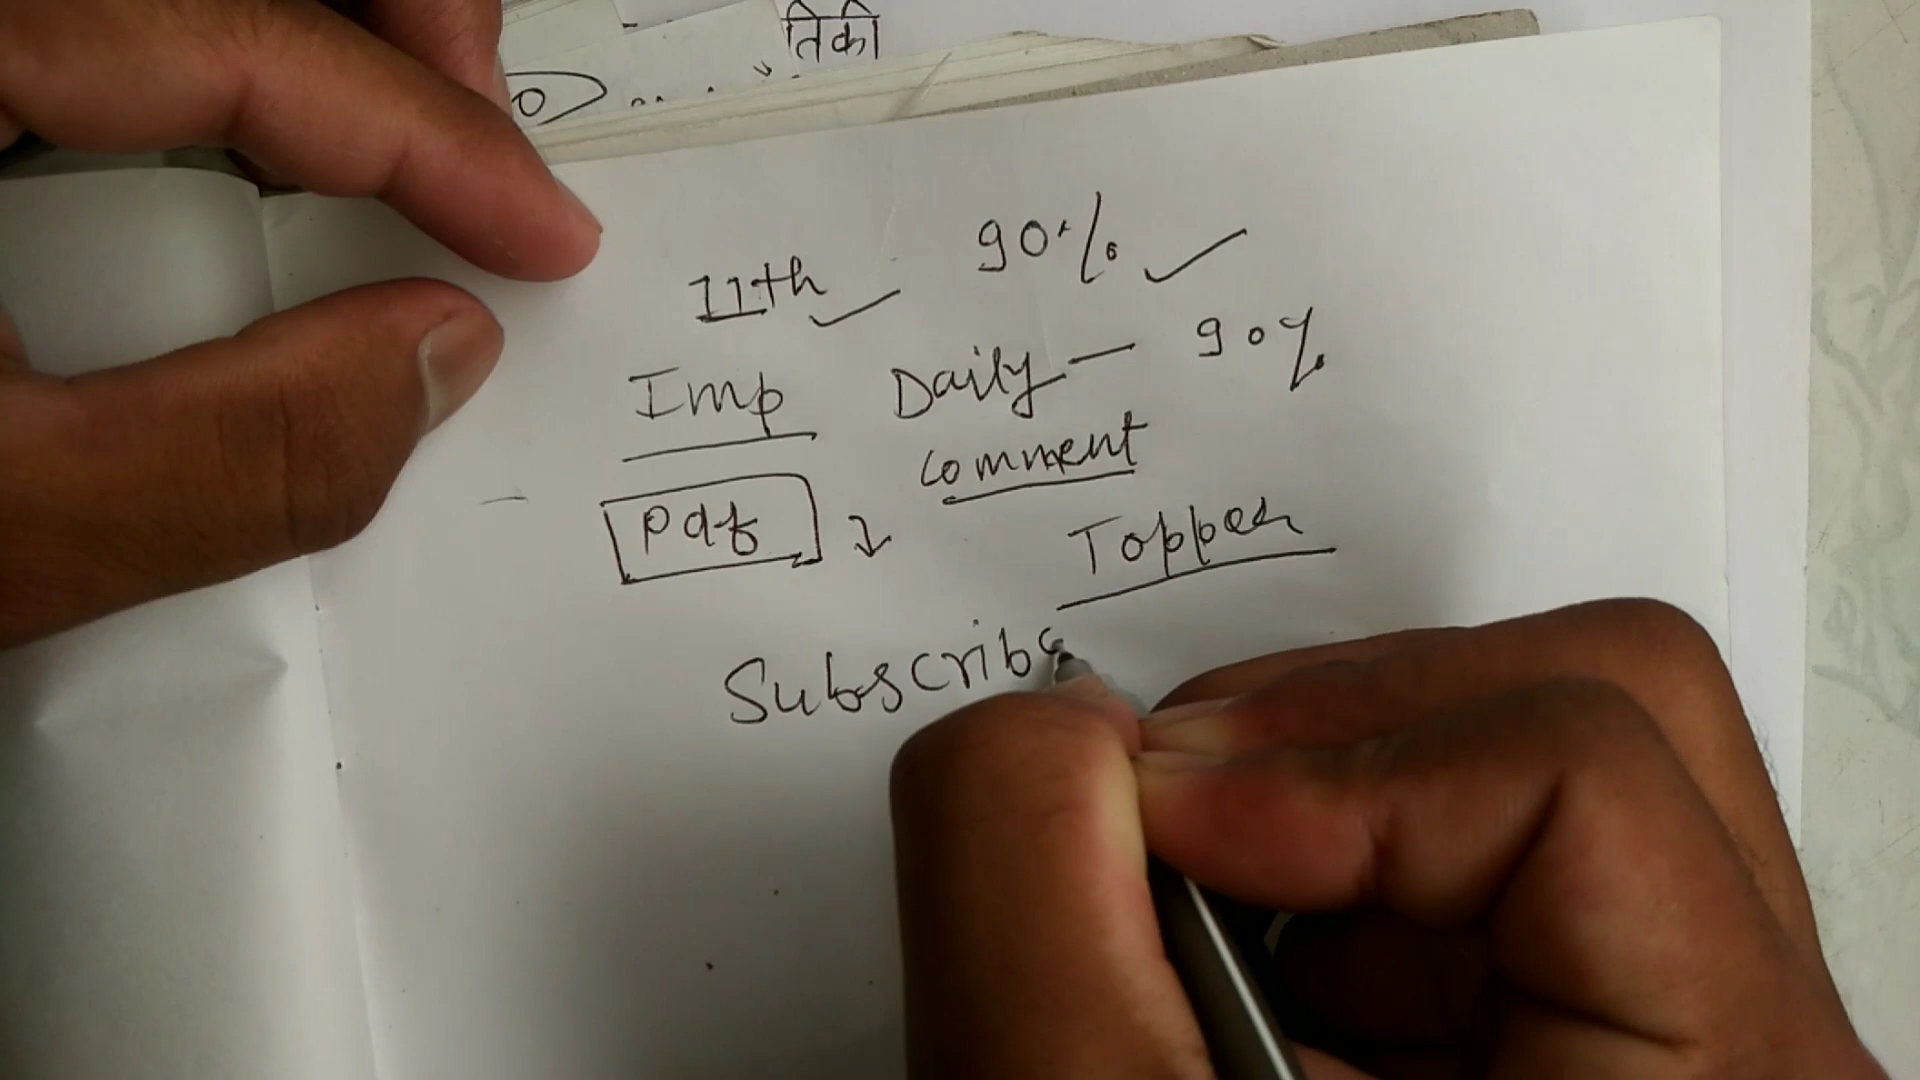 तिकी
11th 90%
Imp Daily — 90%
comment
Pdf
Topper
Subscribe